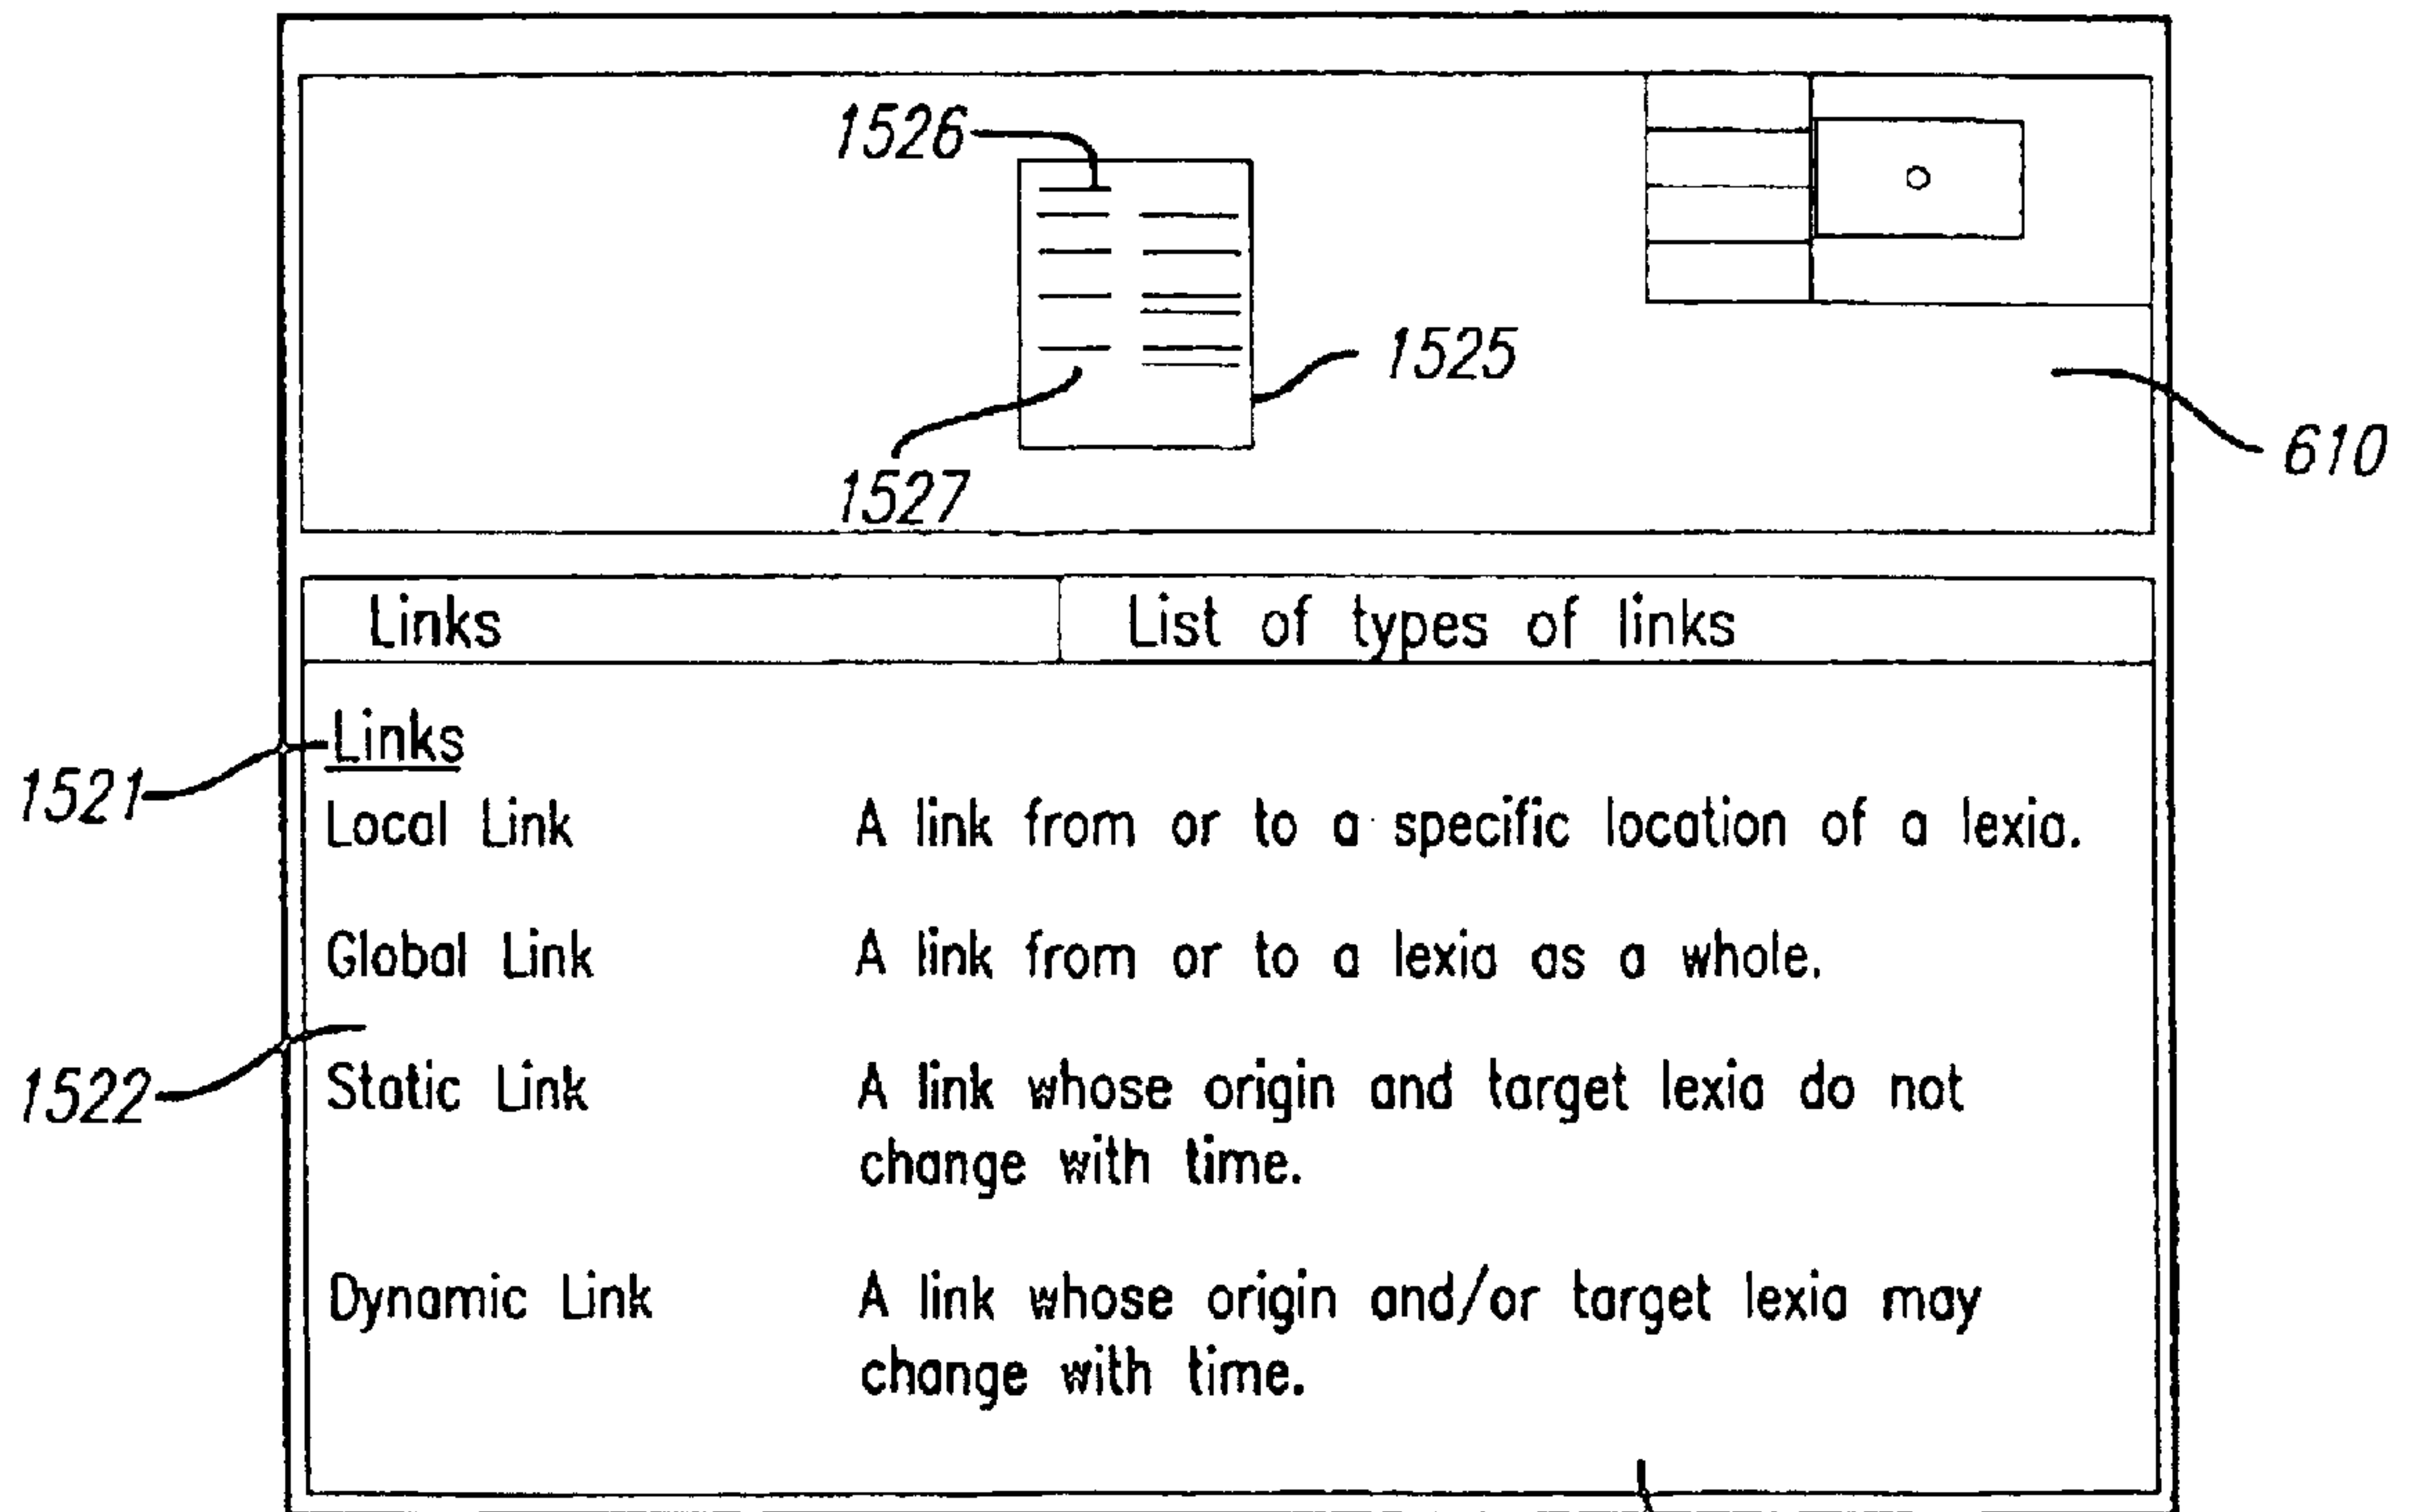 1526
1525
610
1527
Links List of types of links
Links
1521
Local Link A link from or to a specific location of a lexia.
Global Link A link from or to a lexia as a whole.
1522
Static Link A link whose origin and target lexia do not
change with time.
Dynamic Link A link whose origin and/or target lexia may
change with time.